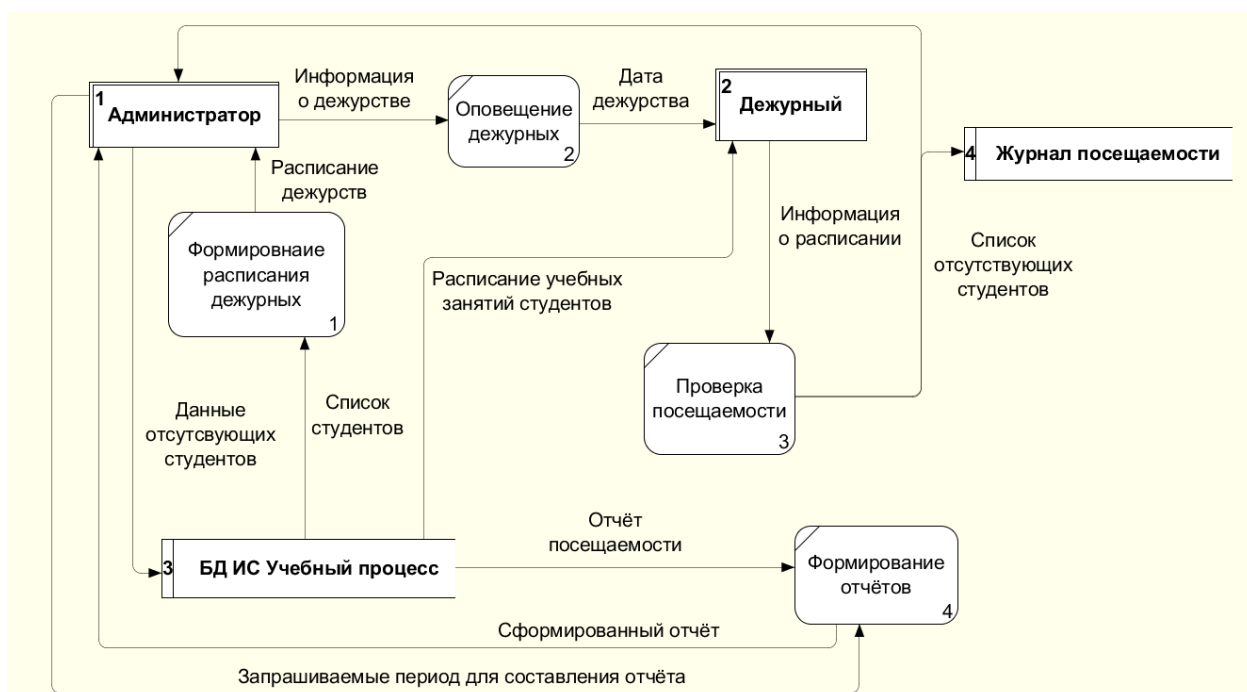 1
Администратор
Информация
о дежурстве
Оповещение
дежурных
2
Дата
дежурства
2
Дежурный
4 Журнал посещаемости
Расписание
дежурств
Формировнаие
расписания
дежурных
1
Информация
о расписании
Список
отсутствующих
студентов
Расписание учебных
занятий студентов
Проверка
посещаемости
3
Данные
отсутсвующих
студентов
Список
студентов
3 БД ИС Учебный процесс
Отчёт
посещаемости
Формирование
отчётов
4
Сформированный отчёт
Запрашиваемые период для составления отчёта